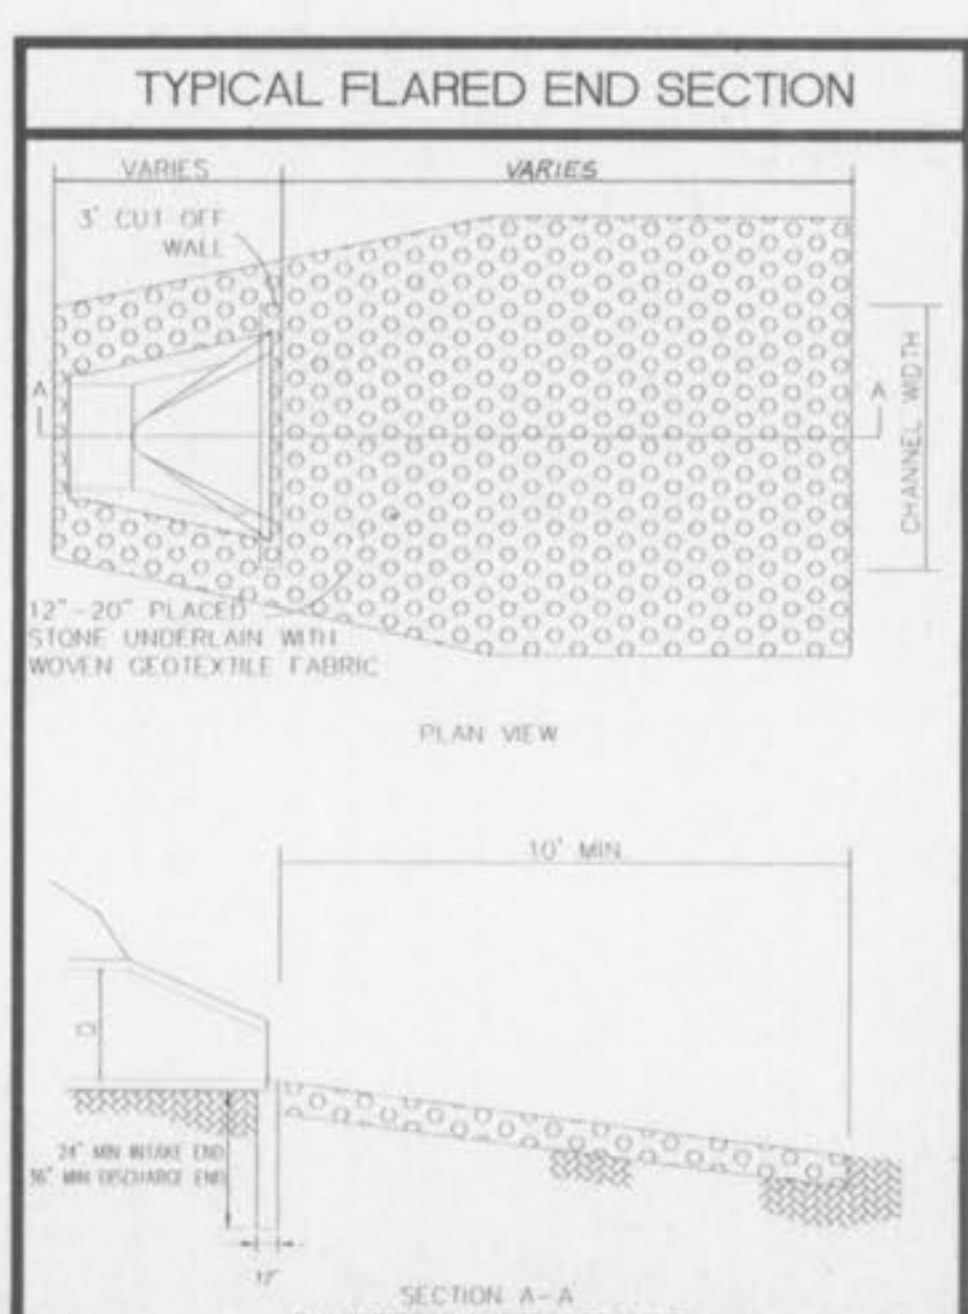 TYPICAL FLARED END SECTION
VARIES
VARIES
3' CUT OFF
WALL
A
A
CHANNEL WIDTH
12"-20" PLACED
STONE UNDERLAIN WITH
WOVEN GEOTEXTILE FABRIC
PLAN VIEW
10' MIN
D
24" MIN INTAKE END
36" MIN DISCHARGE END
12"
SECTION A-A